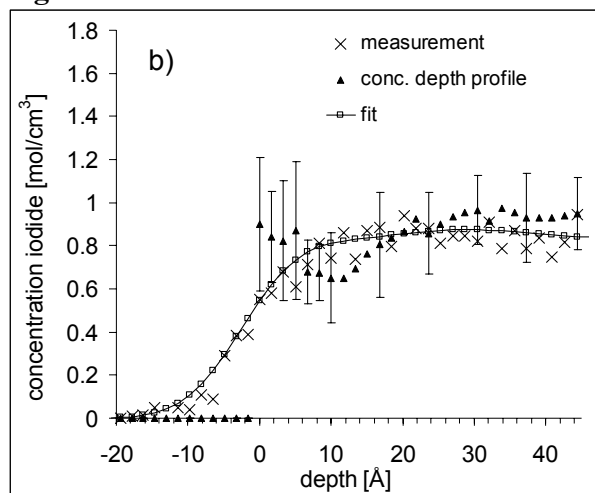 b)
measurement
conc. depth profile
fit
concentration iodide [mol/cm³]
1.8
1.6
1.4
1.2
1
0.8
0.6
0.4
0.2
0
-20 -10 0 10 20 30 40
depth [Å]